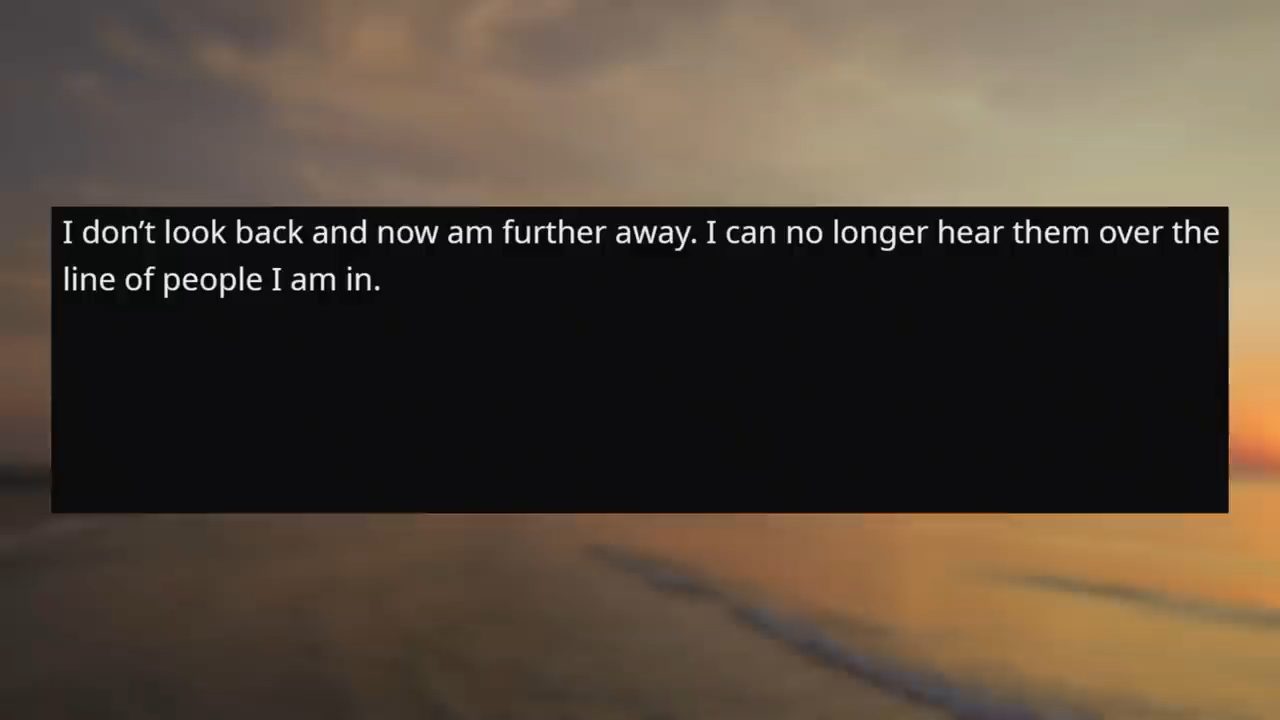 I don’t look back and now am further away. I can no longer hear them over the
line of people I am in.